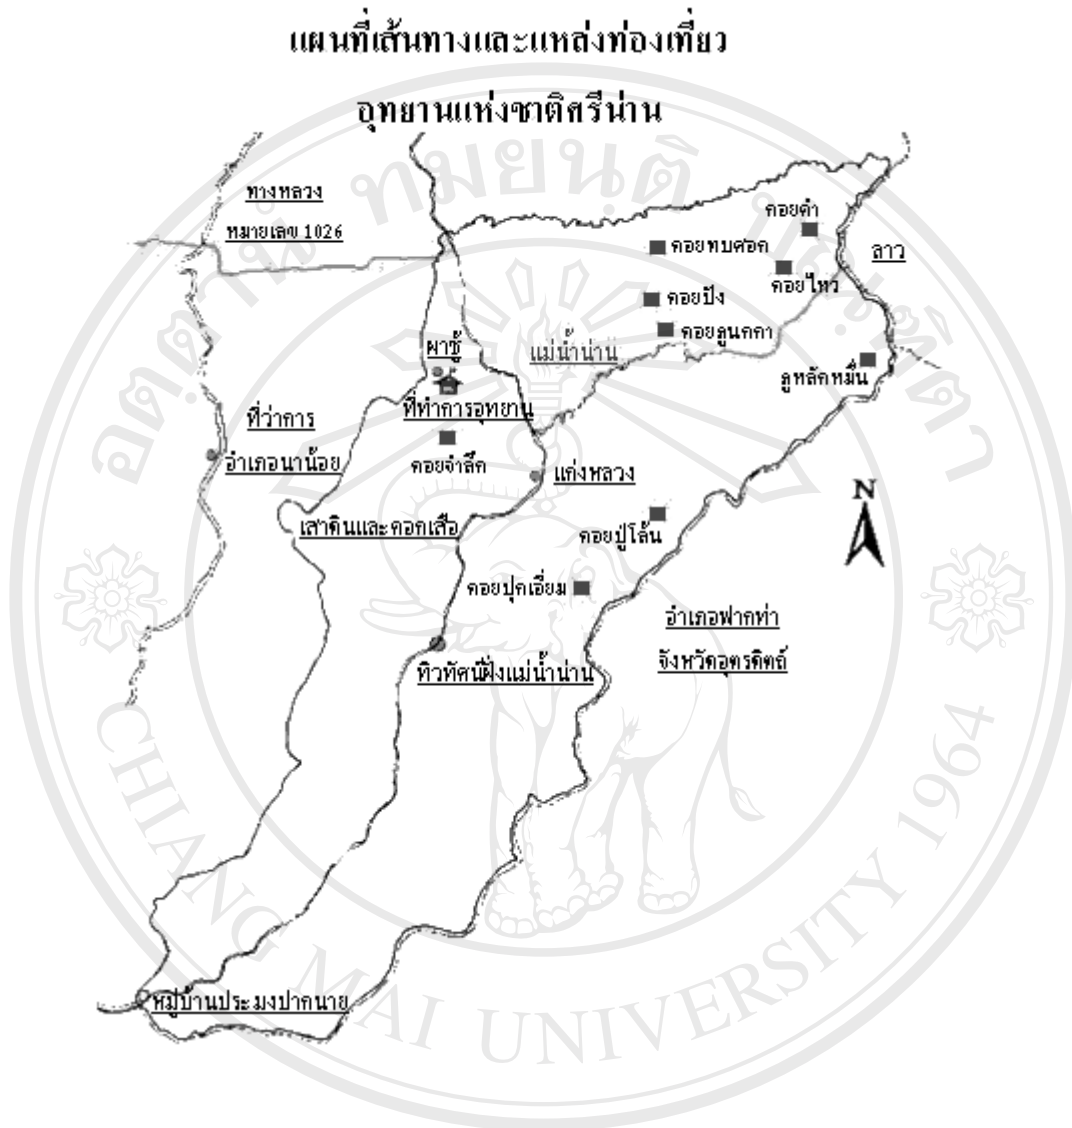 แผนที่เส้นทางและแหล่งท่องเที่ยว
อุทยานแห่งชาติศรีน่าน
ทางหลวง
หมายเลข 1026
ดอยคำ
ดอยทบศอก
ลาว
ดอยไหว
ดอยปัง
ดอยภูนกกา
ผาชู้
แม่น้ำน่าน
ภูหลักหมื่น
ที่ทำการอุทยาน
ที่ว่าการ
อำเภอนาน้อย
ดอยจำลึก
แก่งหลวง
N
เสาดินและคอกเสือ
ดอยปู่โล้น
ดอยปุกเอี่ยม
อำเภอฟากท่า
จังหวัดอุตรดิตถ์
ทิวทัศน์ฝั่งแม่น้ำน่าน
หมู่บ้านประมงปากนาย
CHIANG MAI UNIVERSITY 1964